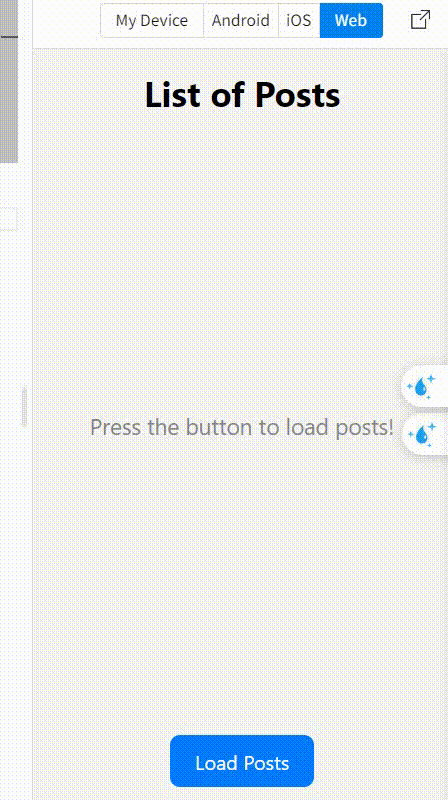 My Device Android iOS Web
List of Posts
Press the button to load posts!
Load Posts